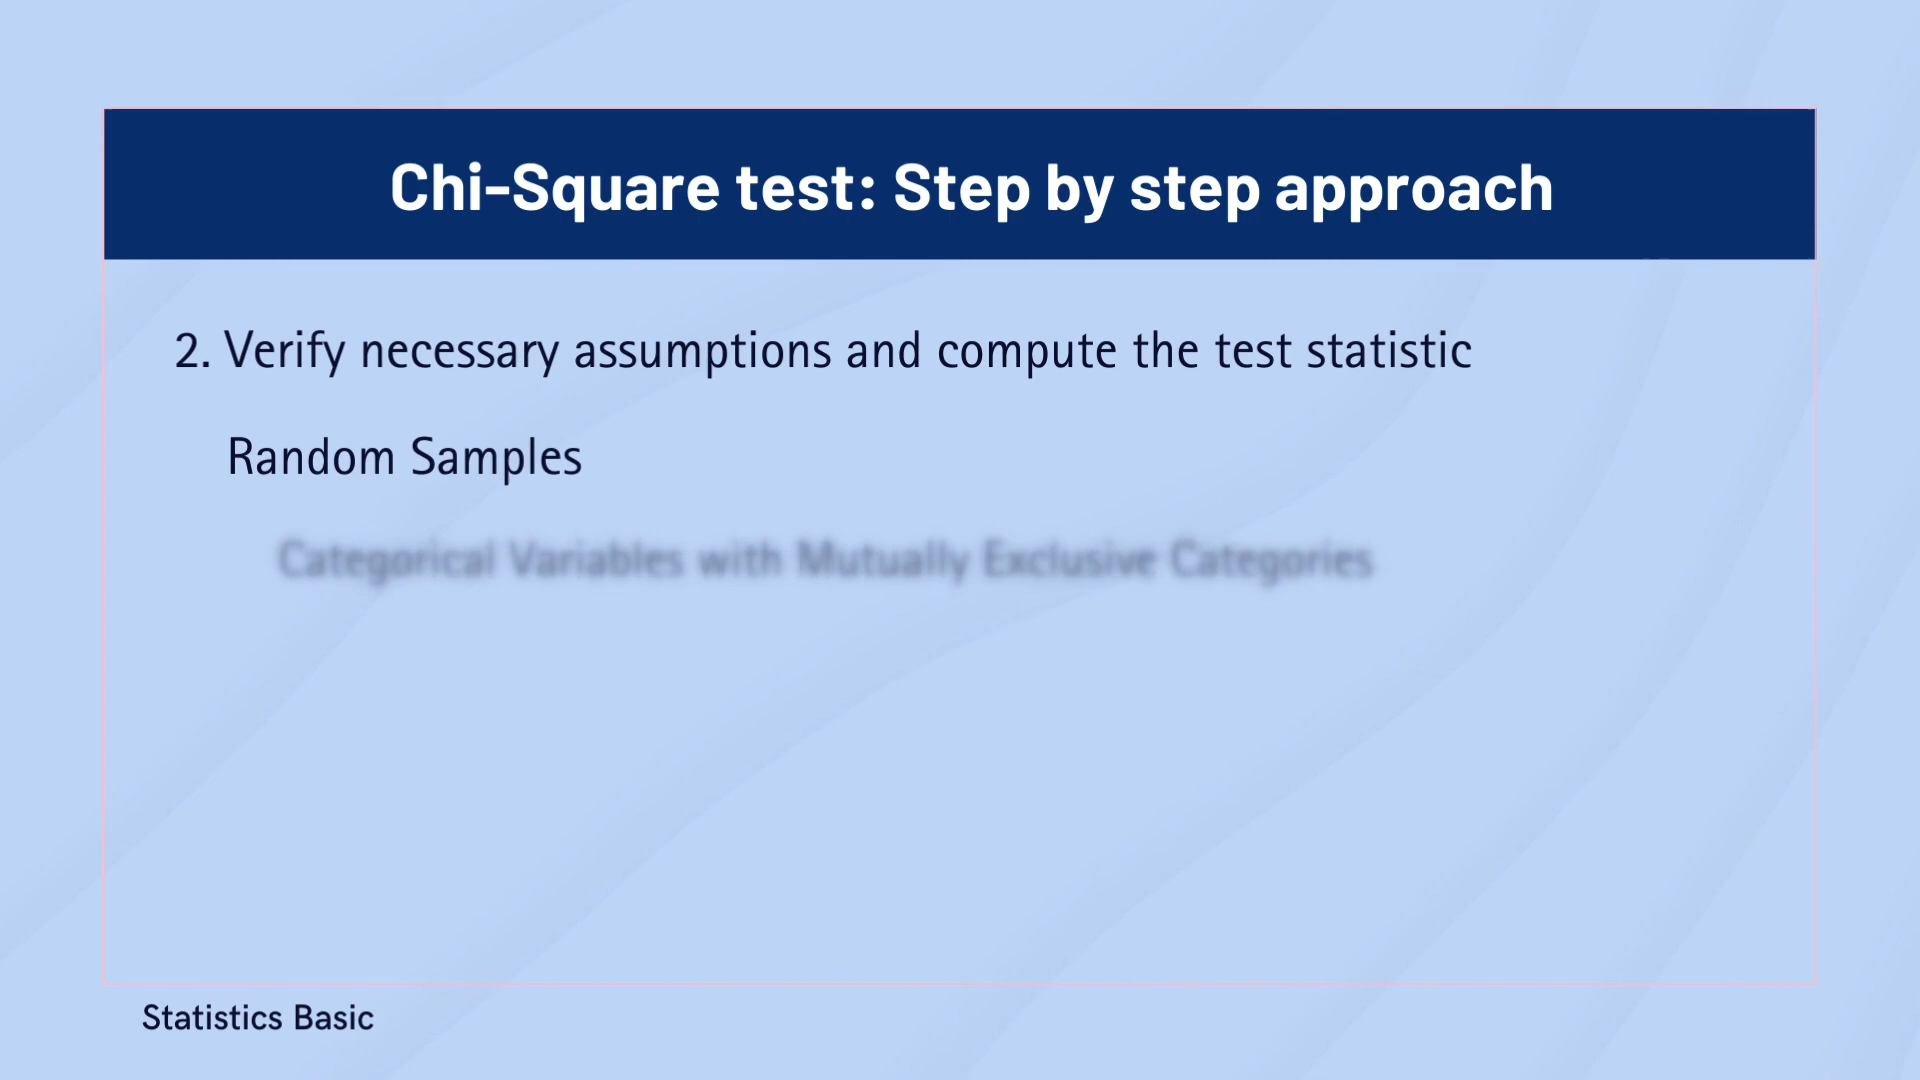 Chi-Square test: Step by step approach
2. Verify necessary assumptions and compute the test statistic
Random Samples
Categorical Variables with Mutually Exclusive Categories
Statistics Basic